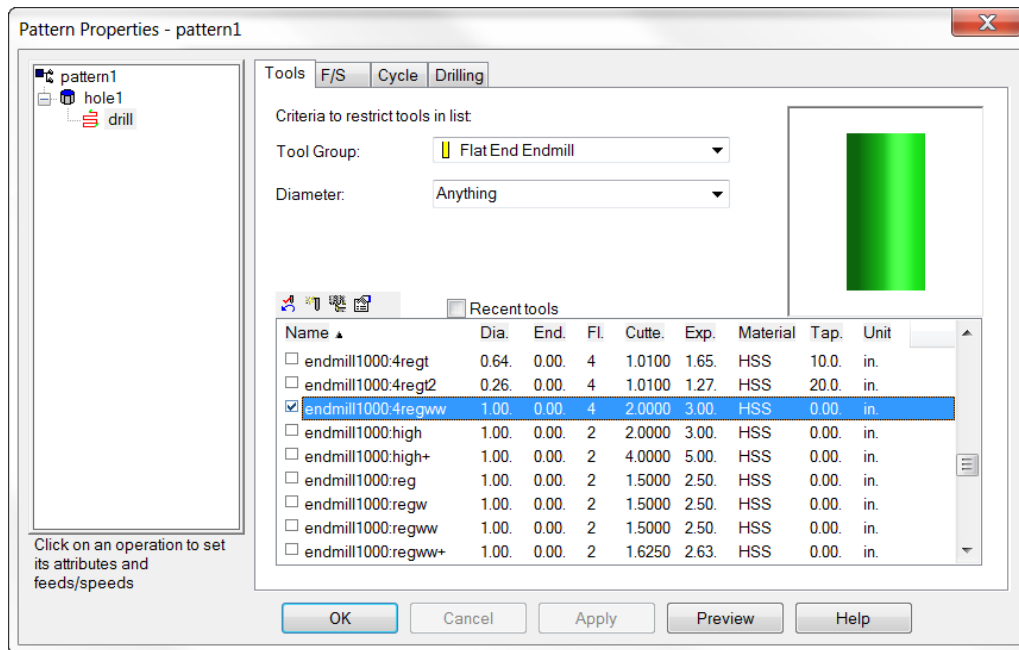 Pattern Properties - pattern1
pattern1
hole1
drill
Click on an operation to set
its attributes and
feeds/speeds
Tools F/S Cycle Drilling
Criteria to restrict tools in list:
Tool Group: Flat End Endmill
Diameter: Anything
Recent tools
Name Dia. End. Fl. Cutte. Exp. Material Tap. Unit
endmill1000:4regt 0.64. 0.00. 4 1.0100 1.65. HSS 10.0. in.
endmill1000:4regt2 0.26. 0.00. 4 1.0100 1.27. HSS 20.0. in.
endmill1000:4regww 1.00. 0.00. 4 2.0000 3.00. HSS 0.00. in.
endmill1000:high 1.00. 0.00. 2 2.0000 3.00. HSS 0.00. in.
endmill1000:high+ 1.00. 0.00. 2 4.0000 5.00. HSS 0.00. in.
endmill1000:reg 1.00. 0.00. 2 1.5000 2.50. HSS 0.00. in.
endmill1000:regw 1.00. 0.00. 2 1.5000 2.50. HSS 0.00. in.
endmill1000:regww 1.00. 0.00. 2 1.5000 2.50. HSS 0.00. in.
endmill1000:regww+ 1.00. 0.00. 2 1.6250 2.63. HSS 0.00. in.
OK Cancel Apply Preview Help